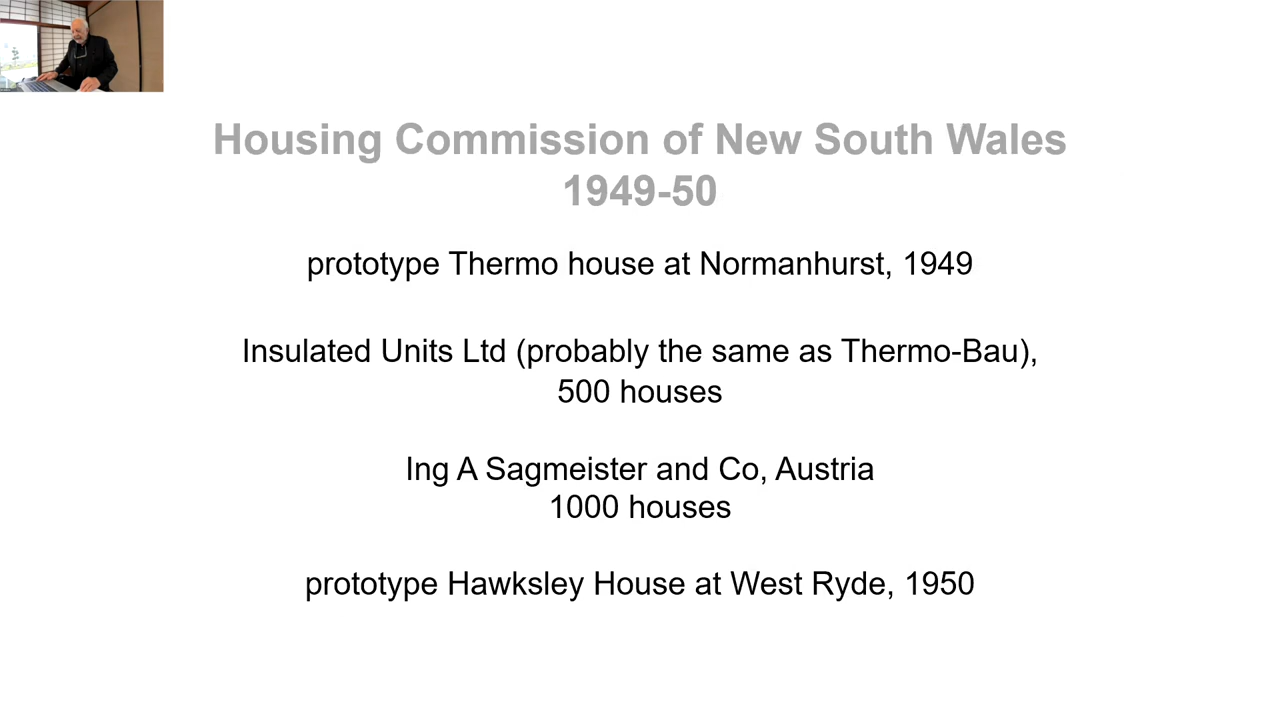 Housing Commission of New South Wales
1949-50
prototype Thermo house at Normanhurst, 1949
Insulated Units Ltd (probably the same as Thermo-Bau),
500 houses
Ing A Sagmeister and Co, Austria
1000 houses
prototype Hawksley House at West Ryde, 1950